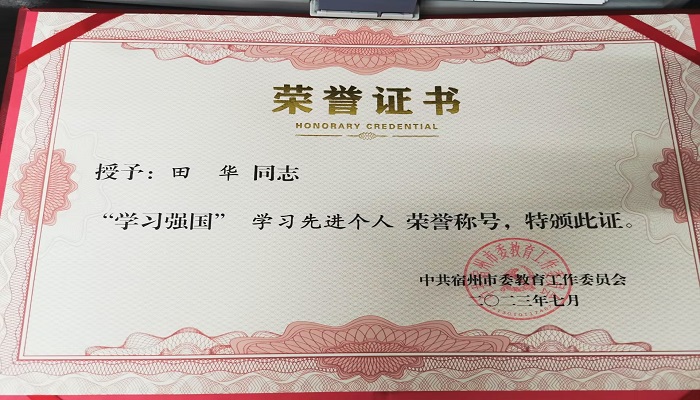 荣誉证书
HONORARY CREDENTIAL
授予：田 华 同志
“学习强国” 学习先进个人 荣誉称号，特颁此证。
中共宿州市委教育工作委员会
二〇二三年七月